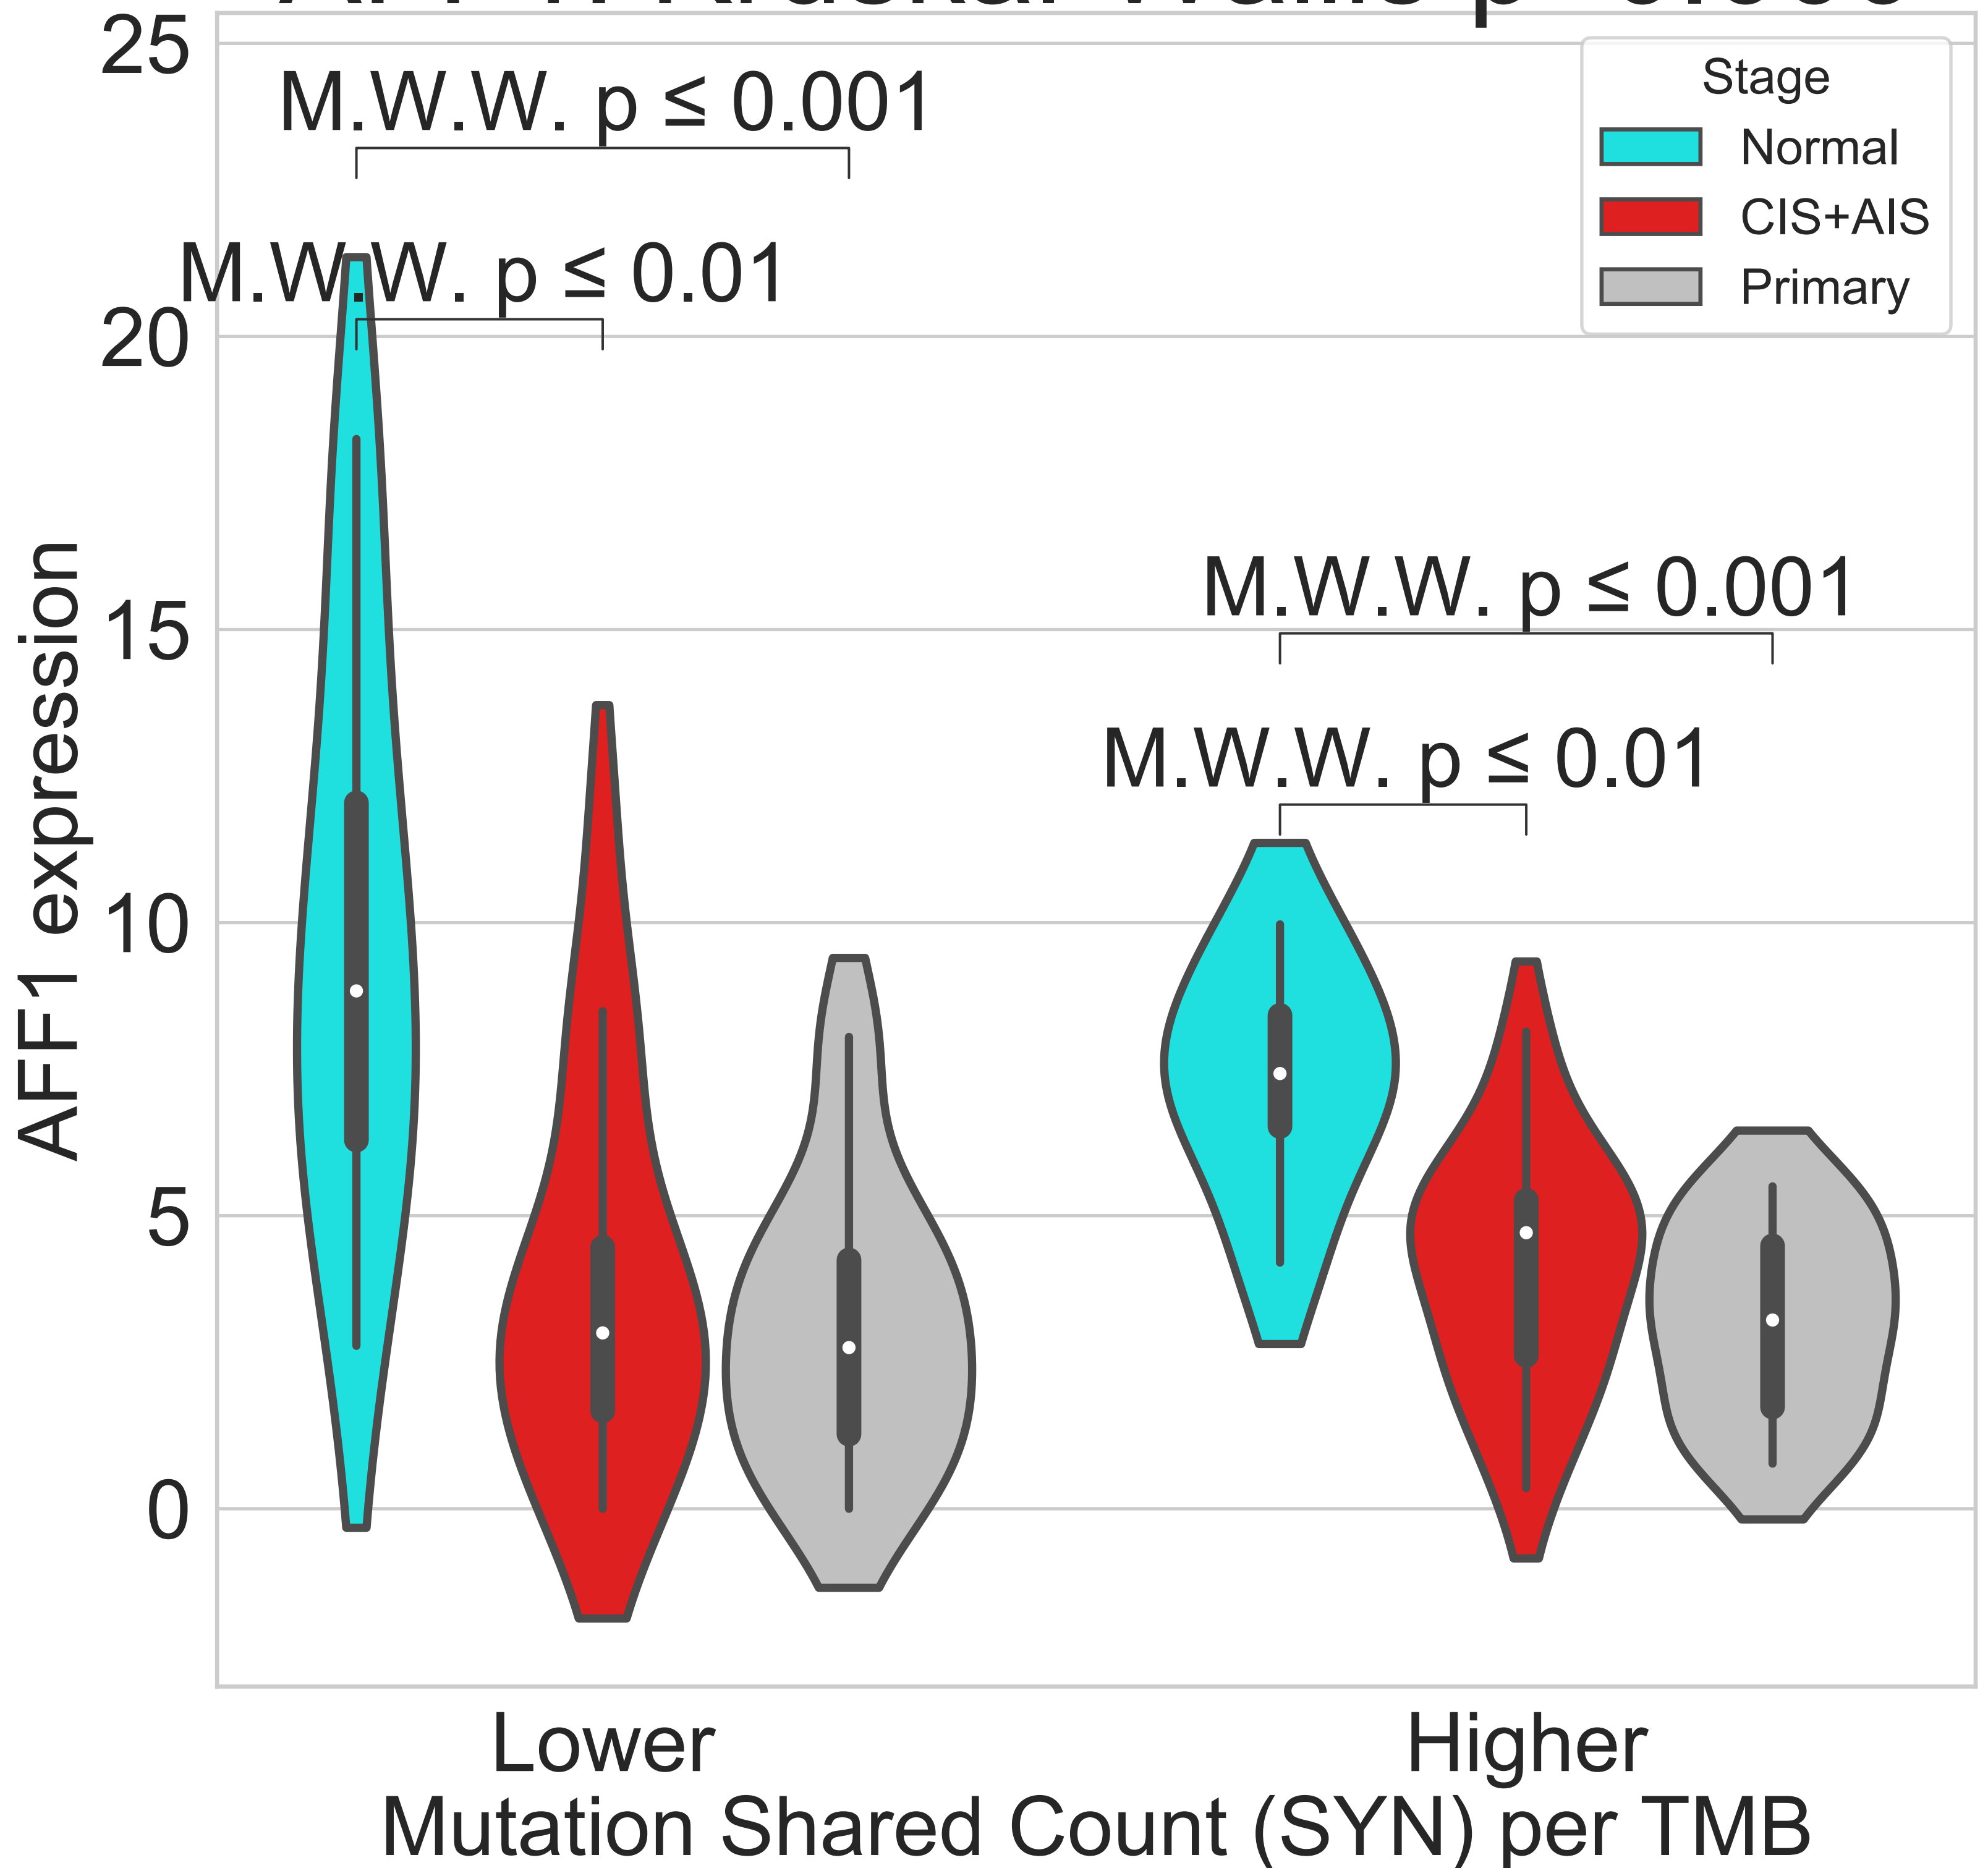 25
M.W.W. p ≤ 0.001
Stage
Normal
CIS+AIS
Primary
M.W.W. p ≤ 0.01
20
M.W.W. p ≤ 0.001
15
M.W.W. p ≤ 0.01
10
5
0
AFF1 expression
Lower
Higher
Mutation Shared Count (SYN) per TMB